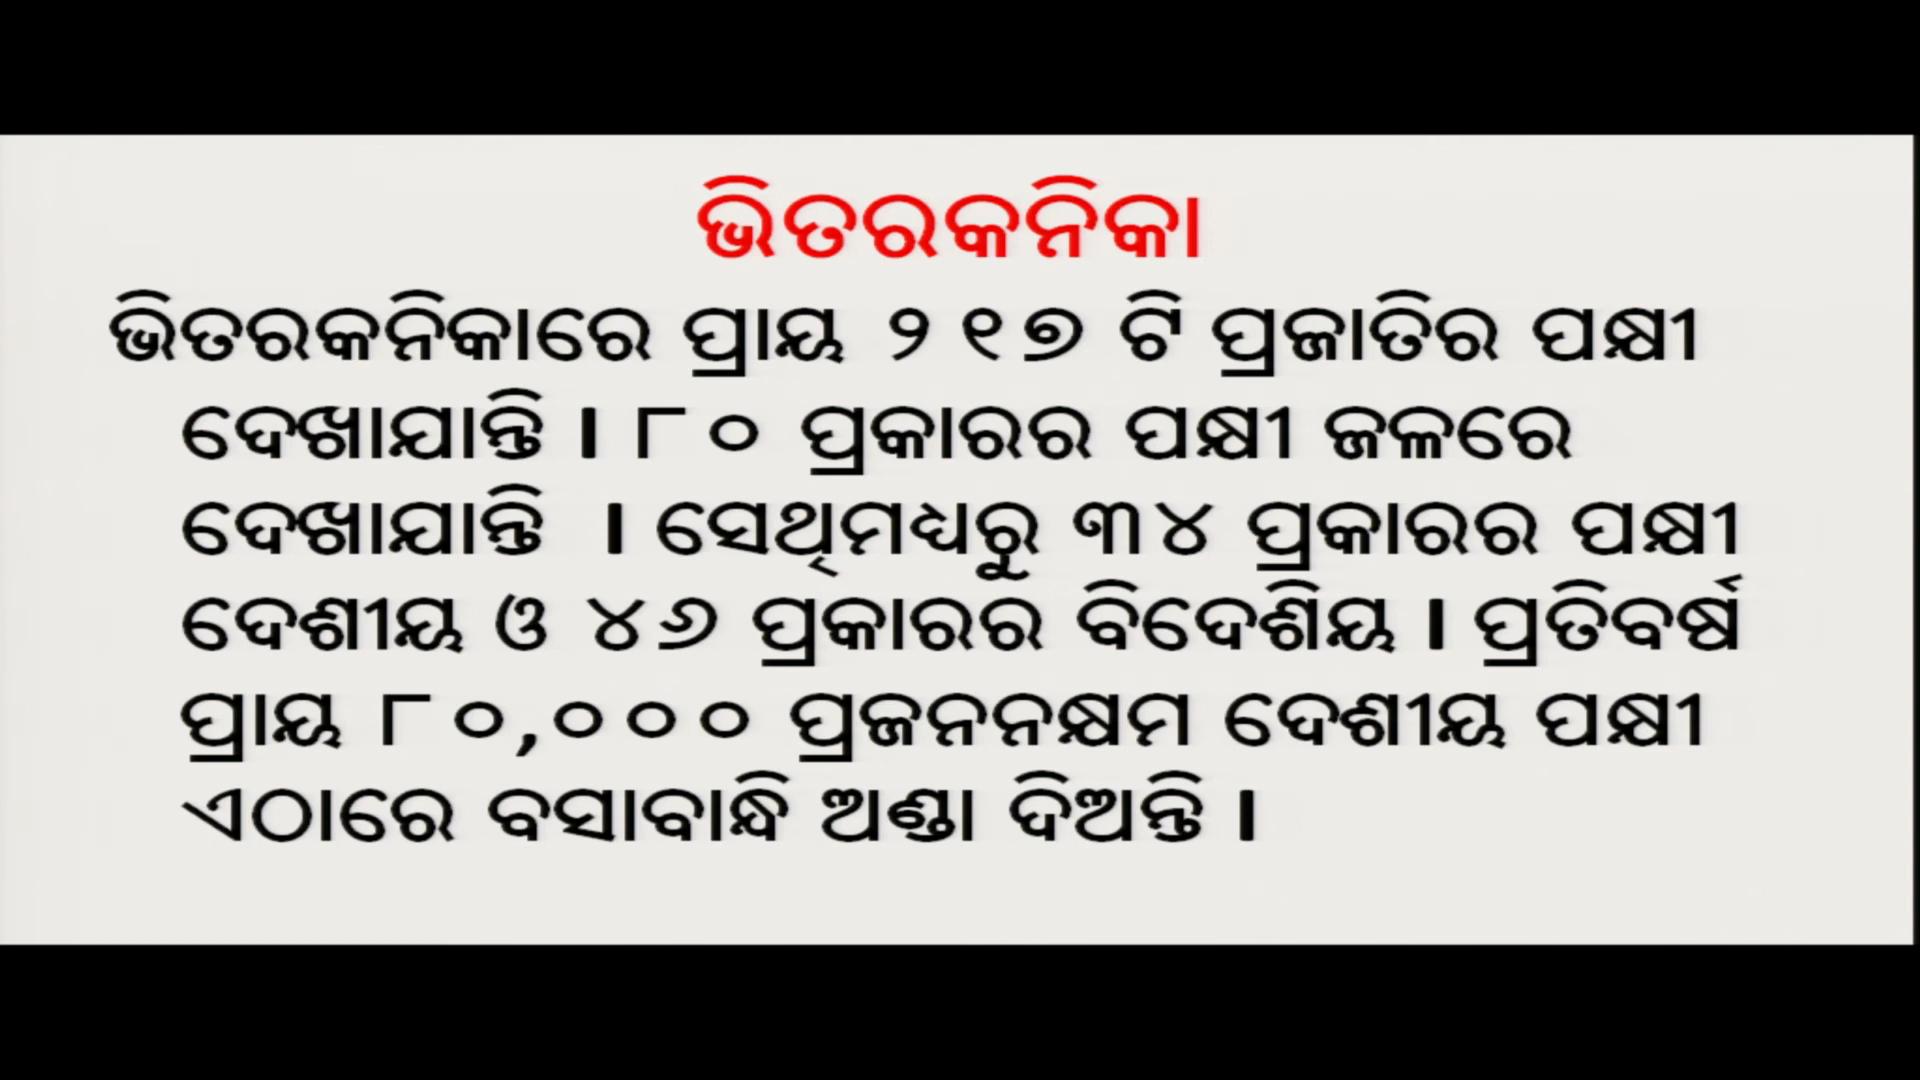 ଭିତରକନିକା
ଭିତରକନିକାରେ ପ୍ରାୟ ୨୧୭ ଟି ପ୍ରଜାତିର ପକ୍ଷୀ
ଦେଖାଯାନ୍ତି । ୮୦ ପ୍ରକାରର ପକ୍ଷୀ ଜଳରେ
ଦେଖାଯାନ୍ତି । ସେଥିମଧ୍ୟରୁ ୩୪ ପ୍ରକାରର ପକ୍ଷୀ
ଦେଶୀୟ ଓ ୪୬ ପ୍ରକାରର ବିଦେଶିୟ । ପ୍ରତିବର୍ଷ
ପ୍ରାୟ ୮୦,୦୦୦ ପ୍ରଜନନକ୍ଷମ ଦେଶୀୟ ପକ୍ଷୀ
ଏଠାରେ ବସାବାନ୍ଧି ଅଣ୍ଡା ଦିଅନ୍ତି ।